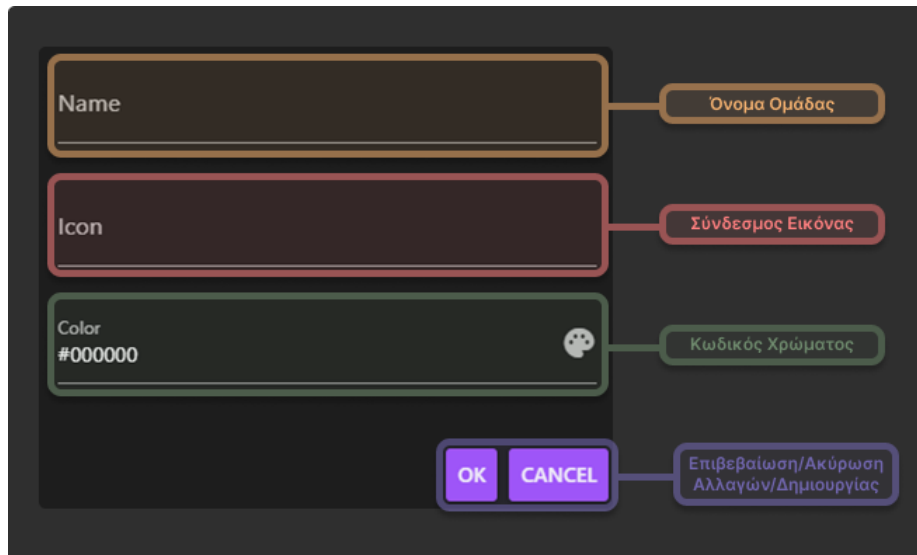 Name
Όνομα Ομάδας
Icon
Σύνδεσμος Εικόνας
Color
#000000
Κωδικός Χρώματος
OK
CANCEL
Επιβεβαίωση/Ακύρωση
Αλλαγών/Δημιουργίας